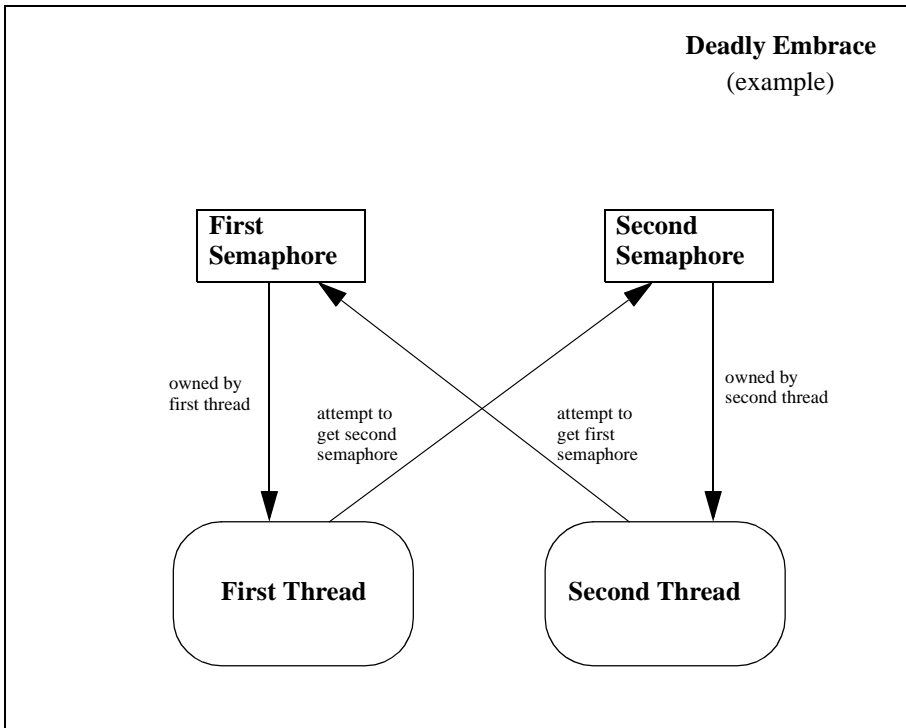 Deadly Embrace
(example)
First
Semaphore
Second
Semaphore
owned by
first thread
attempt to
get second
semaphore
attempt to
get first
semaphore
owned by
second thread
First Thread
Second Thread